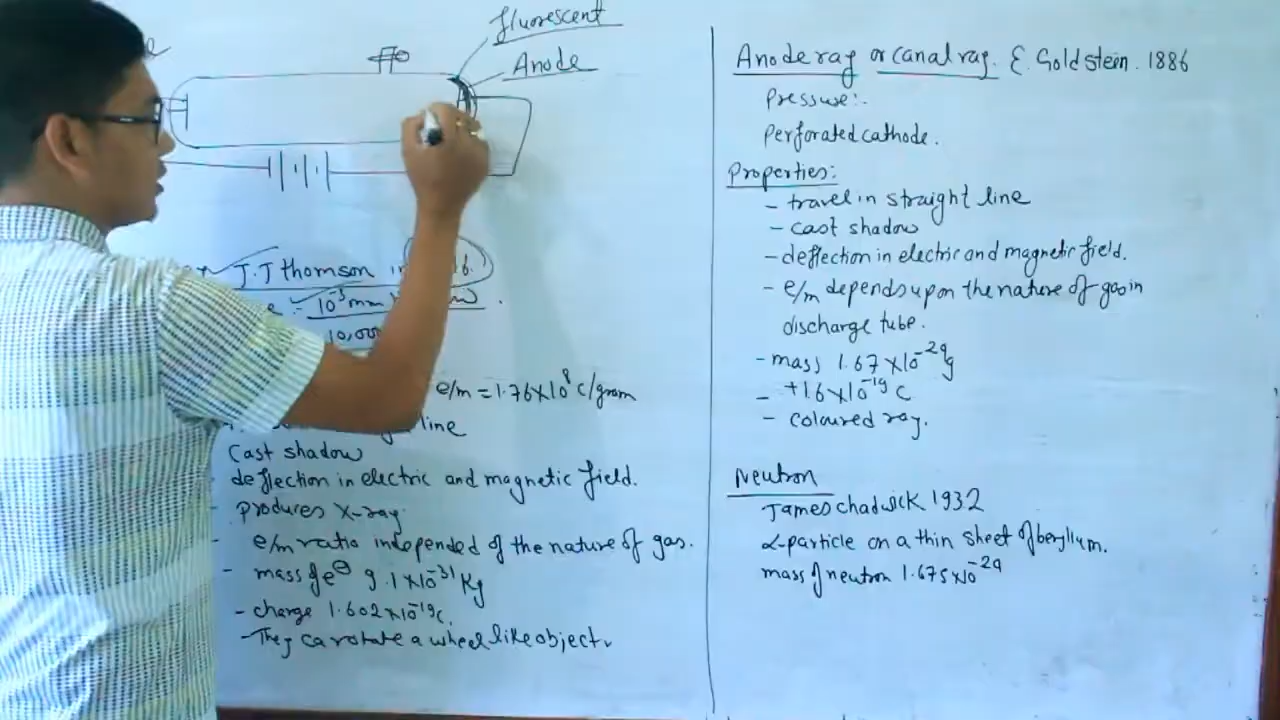 fluorescent
Anode
J.J thomson in
10³mm
10,000
e/m = 1.76×10⁸ c/gram
line
Cast shadow
deflection in electric and magnetic field.
- produces X-ray
- e/m ratio independed of the nature of gas.
- mass of e⊖ 9.1×10⁻³¹ Kg
- charge 1.602×10⁻¹⁹c.
- They ca rotate a wheel like object.
Anode ray or canal ray. E. Goldstein. 1886
Pressure:.
Perforated cathode.
Properties:
- travel in straight line
- cast shadow
- deflection in electric and magnetic field.
- e/m depends upon the nature of gas in
discharge tube.
- mass 1.67×10⁻²⁴g
- +1.6×10⁻¹⁹ C
- coloured ray.
Neutron
James chadwick 1932
α-particle on a thin sheet of beryllium.
mass of neutron 1.675×10⁻²⁹